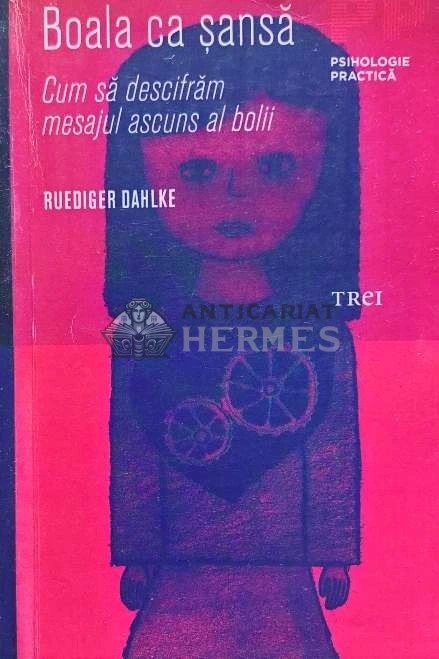 Boala ca șansă
PSIHOLOGIE
PRACTICĂ
Cum să descifrăm
mesajul ascuns al bolii
RUEDIGER DAHLKE
TREI
ANTICARIAT
HERMES